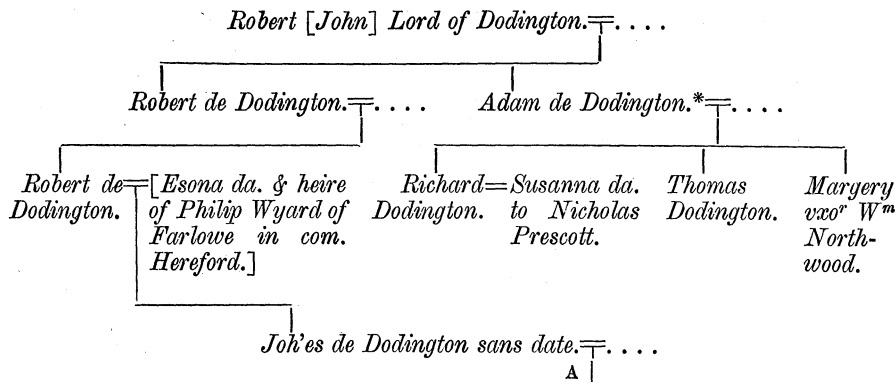 Robert [John] Lord of Dodington.=. . . .
Robert de Dodington.=. . . . Adam de Dodington.*=. . . .
Robert de=[Esona da. & heire
Dodington. of Philip Wyard of
Farlowe in com.
Hereford.]
Richard=Susanna da.
Dodington. to Nicholas
Prescott.
Thomas
Dodington.
Margery
vxoʳ Wᵐ
North-
wood.
Joh'es de Dodington sans date.=. . . .
A